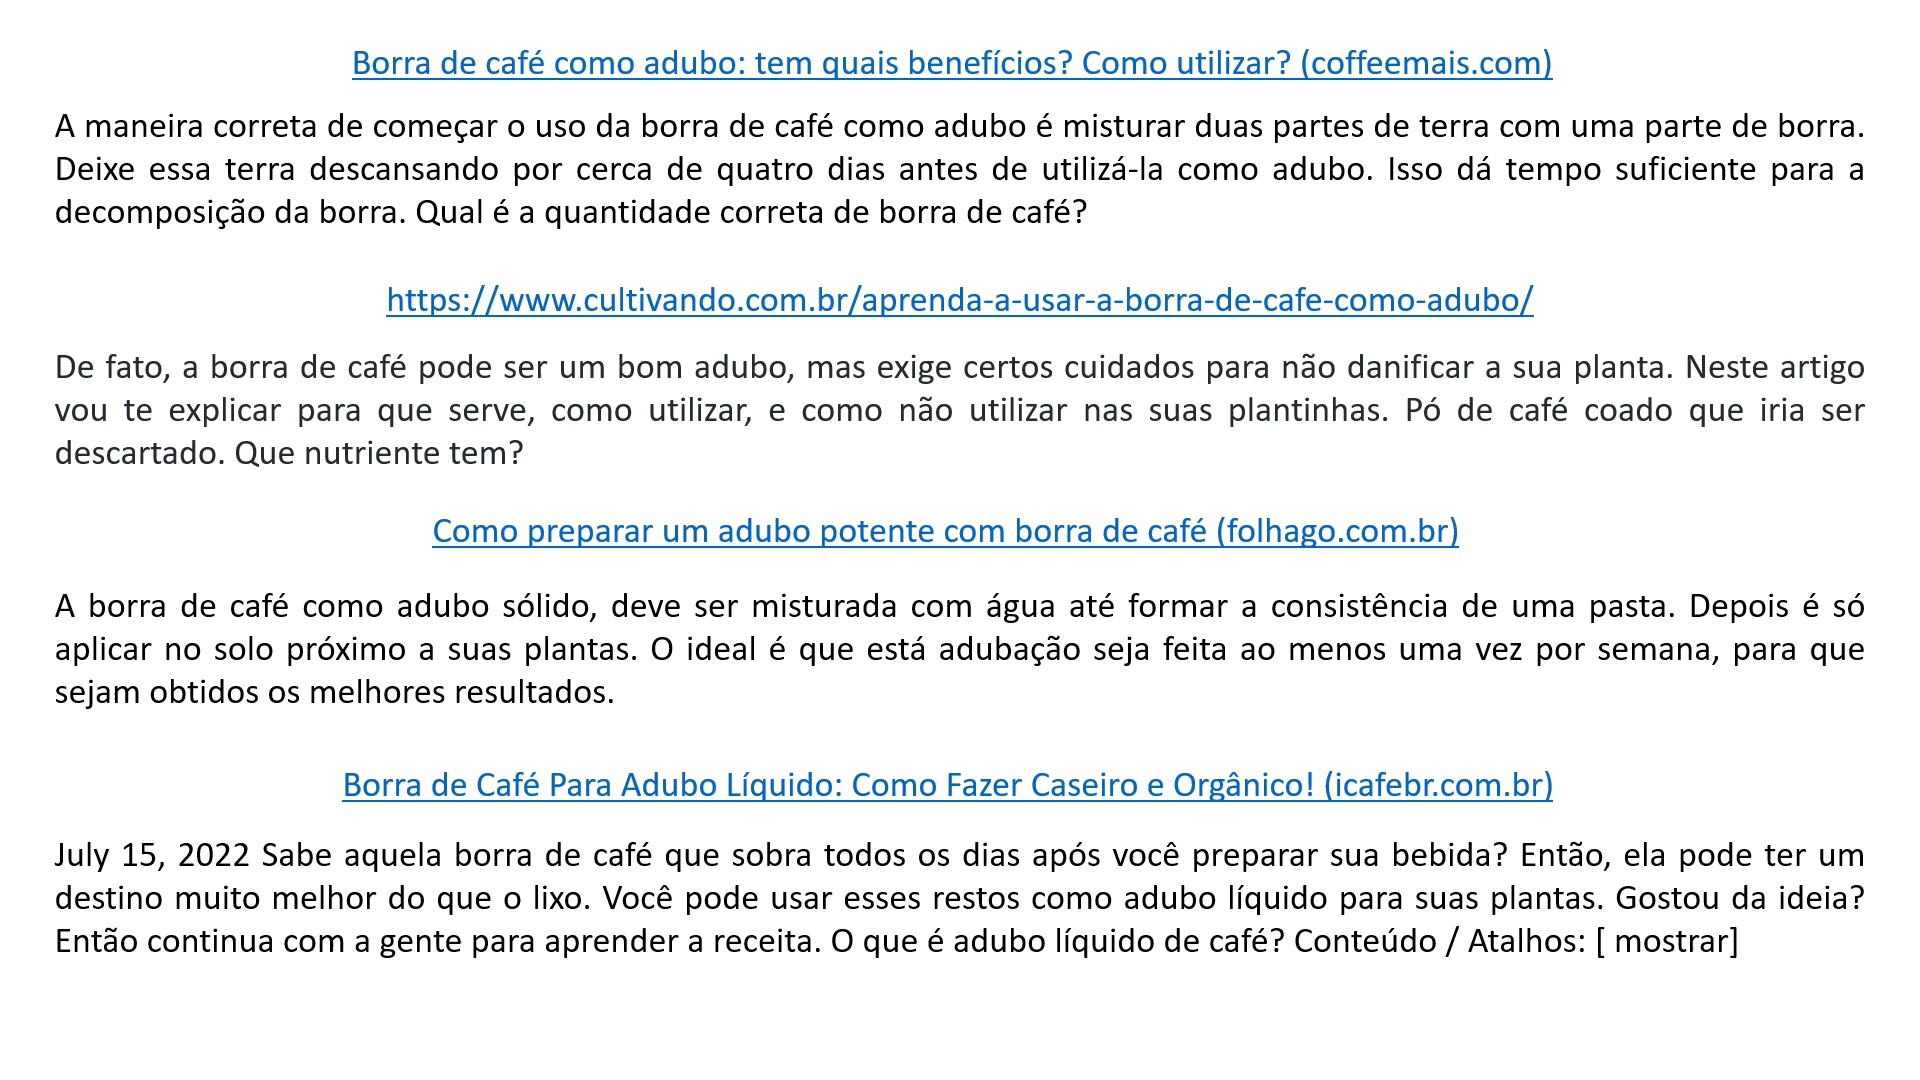 Borra de café como adubo: tem quais benefícios? Como utilizar? (coffeemais.com)
A maneira correta de começar o uso da borra de café como adubo é misturar duas partes de terra com uma parte de borra.
Deixe essa terra descansando por cerca de quatro dias antes de utilizá-la como adubo. Isso dá tempo suficiente para a
decomposição da borra. Qual é a quantidade correta de borra de café?
https://www.cultivando.com.br/aprenda-a-usar-a-borra-de-cafe-como-adubo/
De fato, a borra de café pode ser um bom adubo, mas exige certos cuidados para não danificar a sua planta. Neste artigo
vou te explicar para que serve, como utilizar, e como não utilizar nas suas plantinhas. Pó de café coado que iria ser
descartado. Que nutriente tem?
Como preparar um adubo potente com borra de café (folhago.com.br)
A borra de café como adubo sólido, deve ser misturada com água até formar a consistência de uma pasta. Depois é só
aplicar no solo próximo a suas plantas. O ideal é que está adubação seja feita ao menos uma vez por semana, para que
sejam obtidos os melhores resultados.
Borra de Café Para Adubo Líquido: Como Fazer Caseiro e Orgânico! (icafebr.com.br)
July 15, 2022 Sabe aquela borra de café que sobra todos os dias após você preparar sua bebida? Então, ela pode ter um
destino muito melhor do que o lixo. Você pode usar esses restos como adubo líquido para suas plantas. Gostou da ideia?
Então continua com a gente para aprender a receita. O que é adubo líquido de café? Conteúdo / Atalhos: [ mostrar]